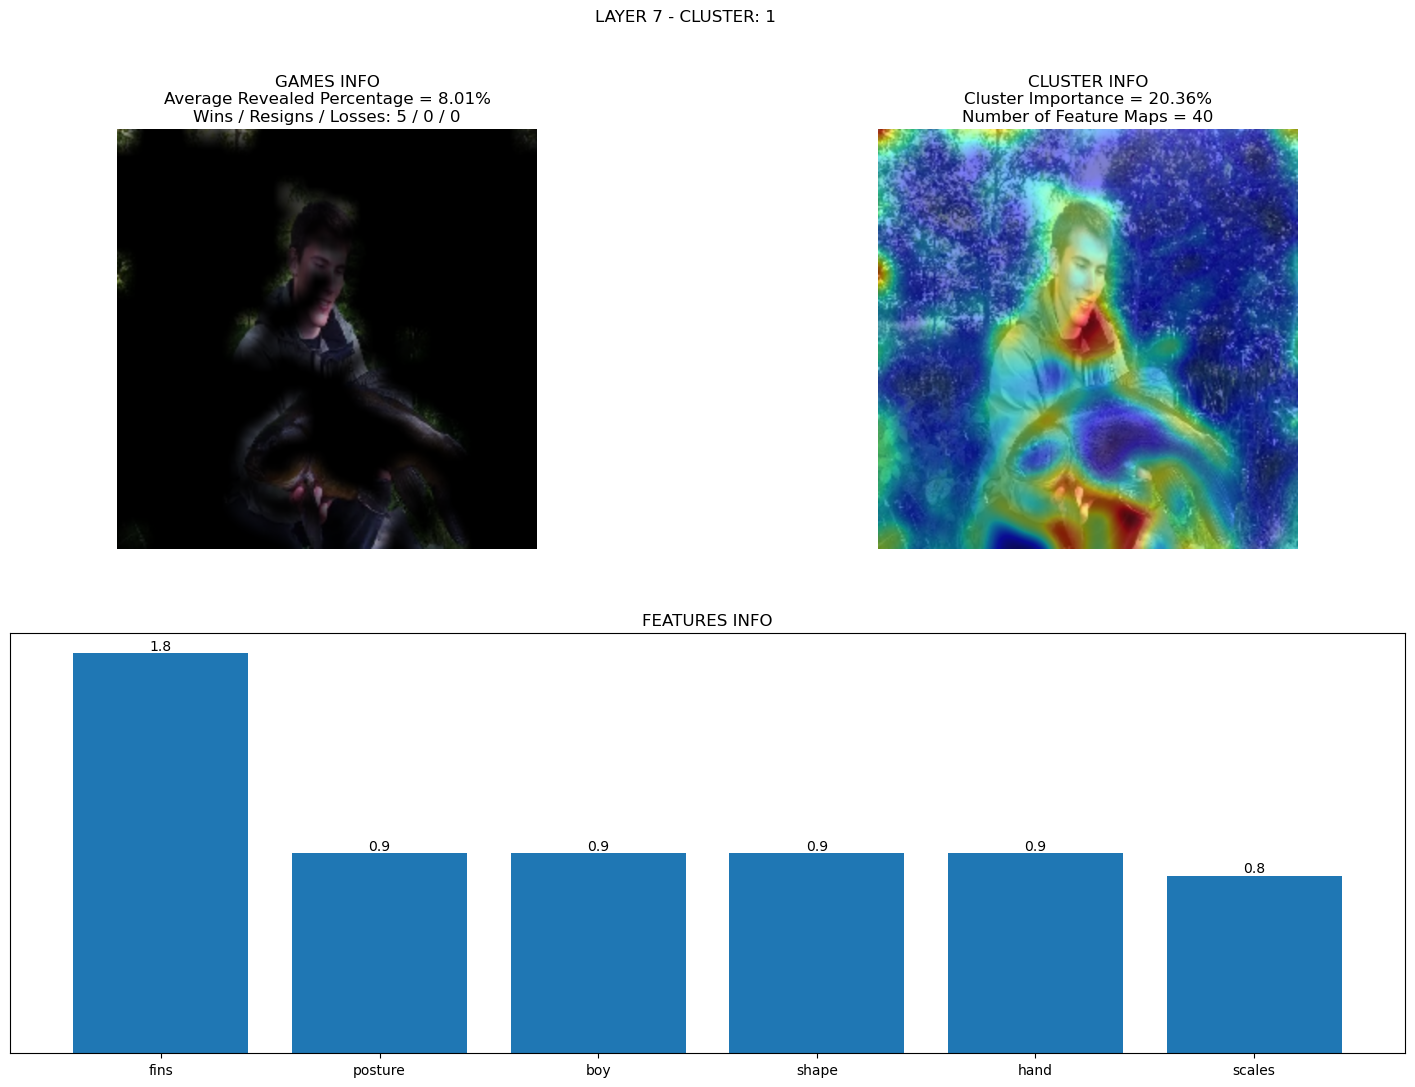 LAYER 7 - CLUSTER: 1
GAMES INFO
Average Revealed Percentage = 8.01%
Wins / Resigns / Losses: 5 / 0 / 0
CLUSTER INFO
Cluster Importance = 20.36%
Number of Feature Maps = 40
FEATURES INFO
1.8
0.9
0.9
0.9
0.9
0.8
fins
posture
boy
shape
hand
scales